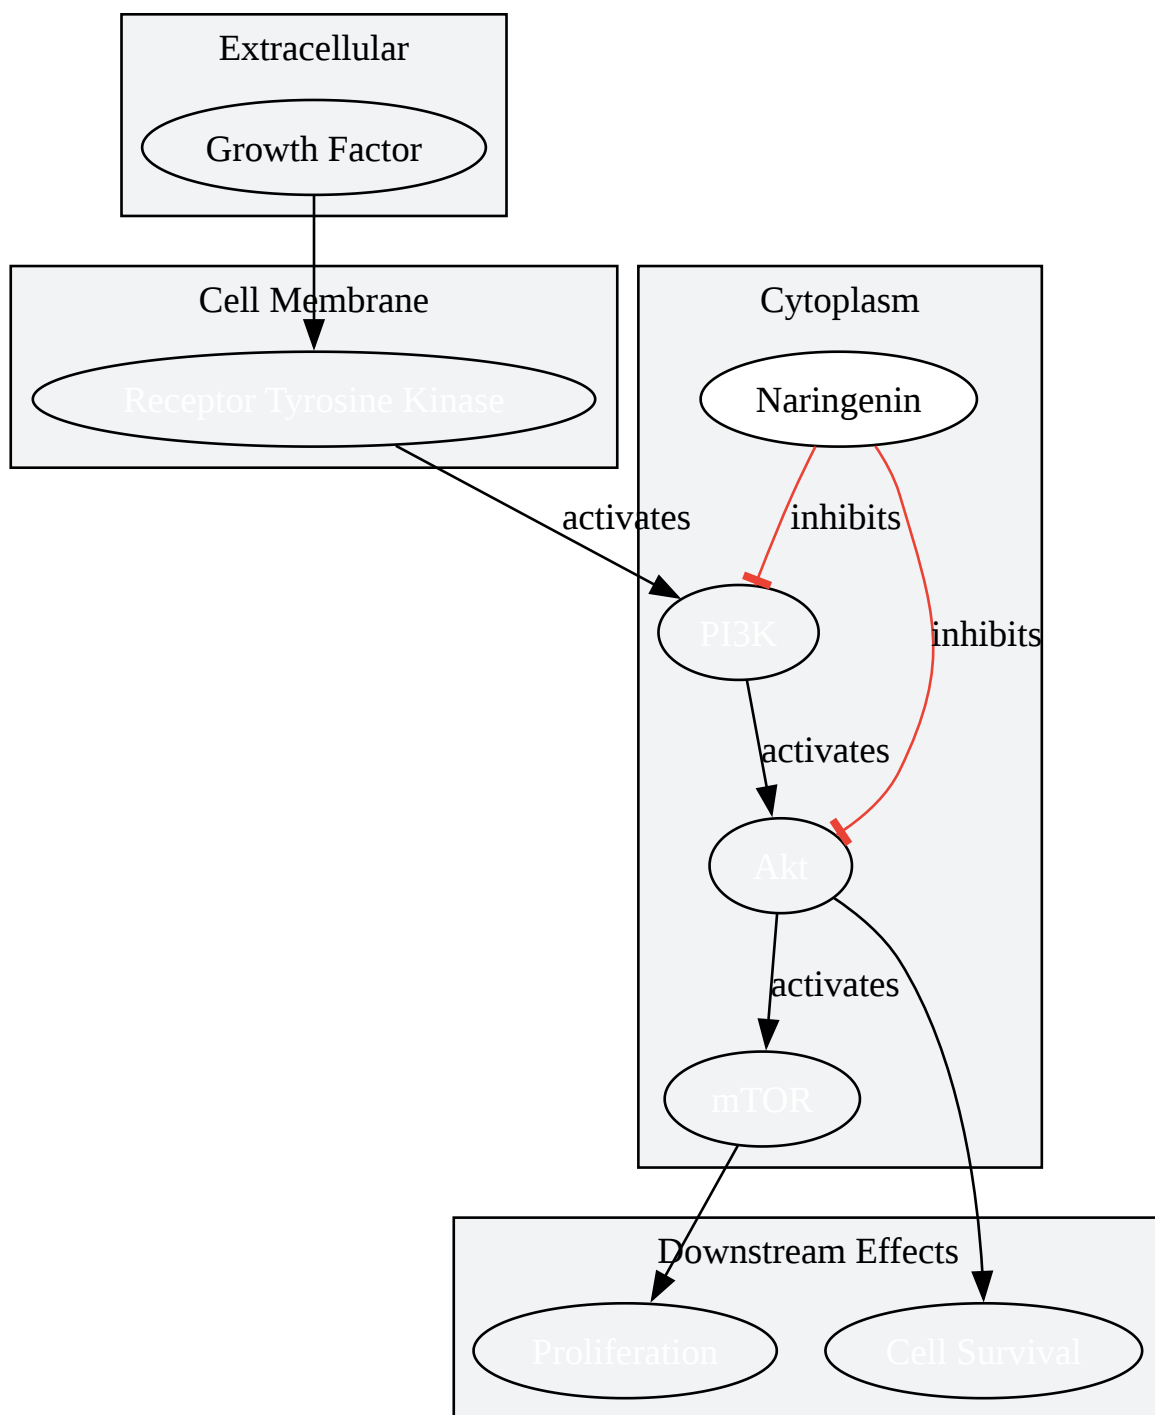 Extracellular
Growth Factor
Cell Membrane
Receptor Tyrosine Kinase
Cytoplasm
Naringenin
activates
inhibits
PI3K
inhibits
activates
Akt
activates
mTOR
Downstream Effects
Proliferation
Cell Survival